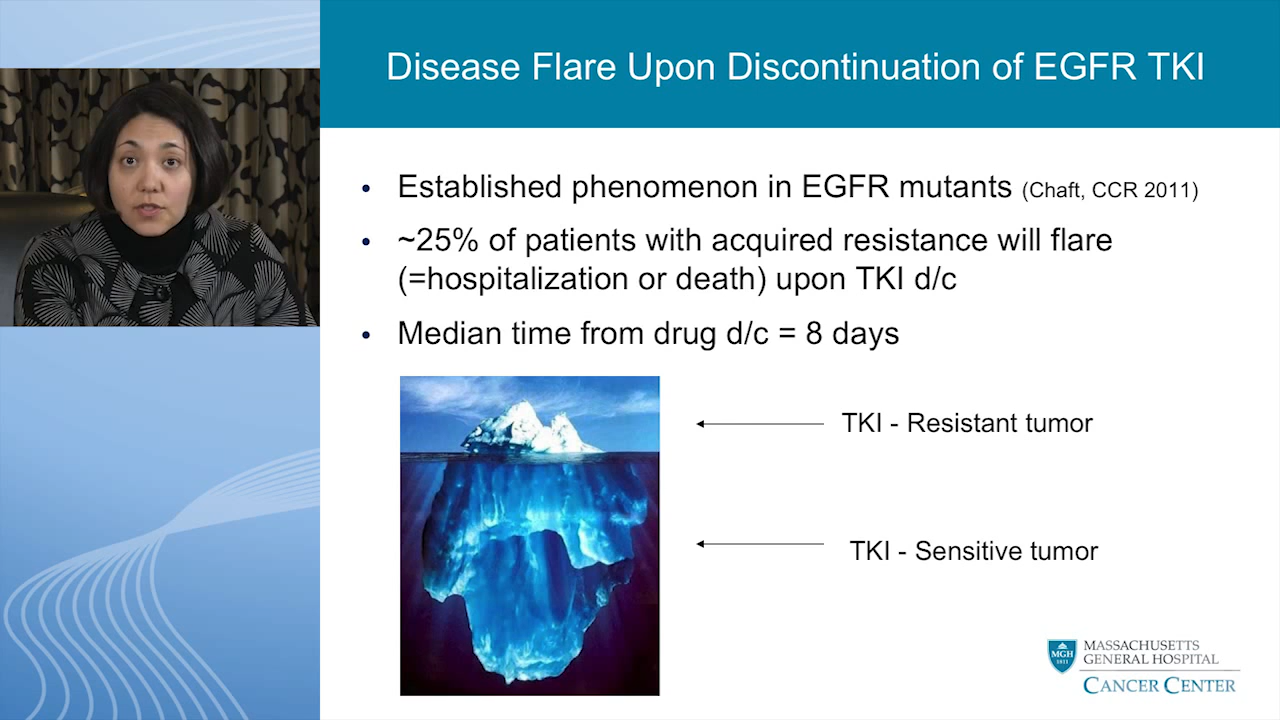 Disease Flare Upon Discontinuation of EGFR TKI
• Established phenomenon in EGFR mutants (Chaft, CCR 2011)
• ~25% of patients with acquired resistance will flare
(=hospitalization or death) upon TKI d/c
• Median time from drug d/c = 8 days
TKI - Resistant tumor
TKI - Sensitive tumor
MGH
1811
MASSACHUSETTS
GENERAL HOSPITAL
CANCER CENTER